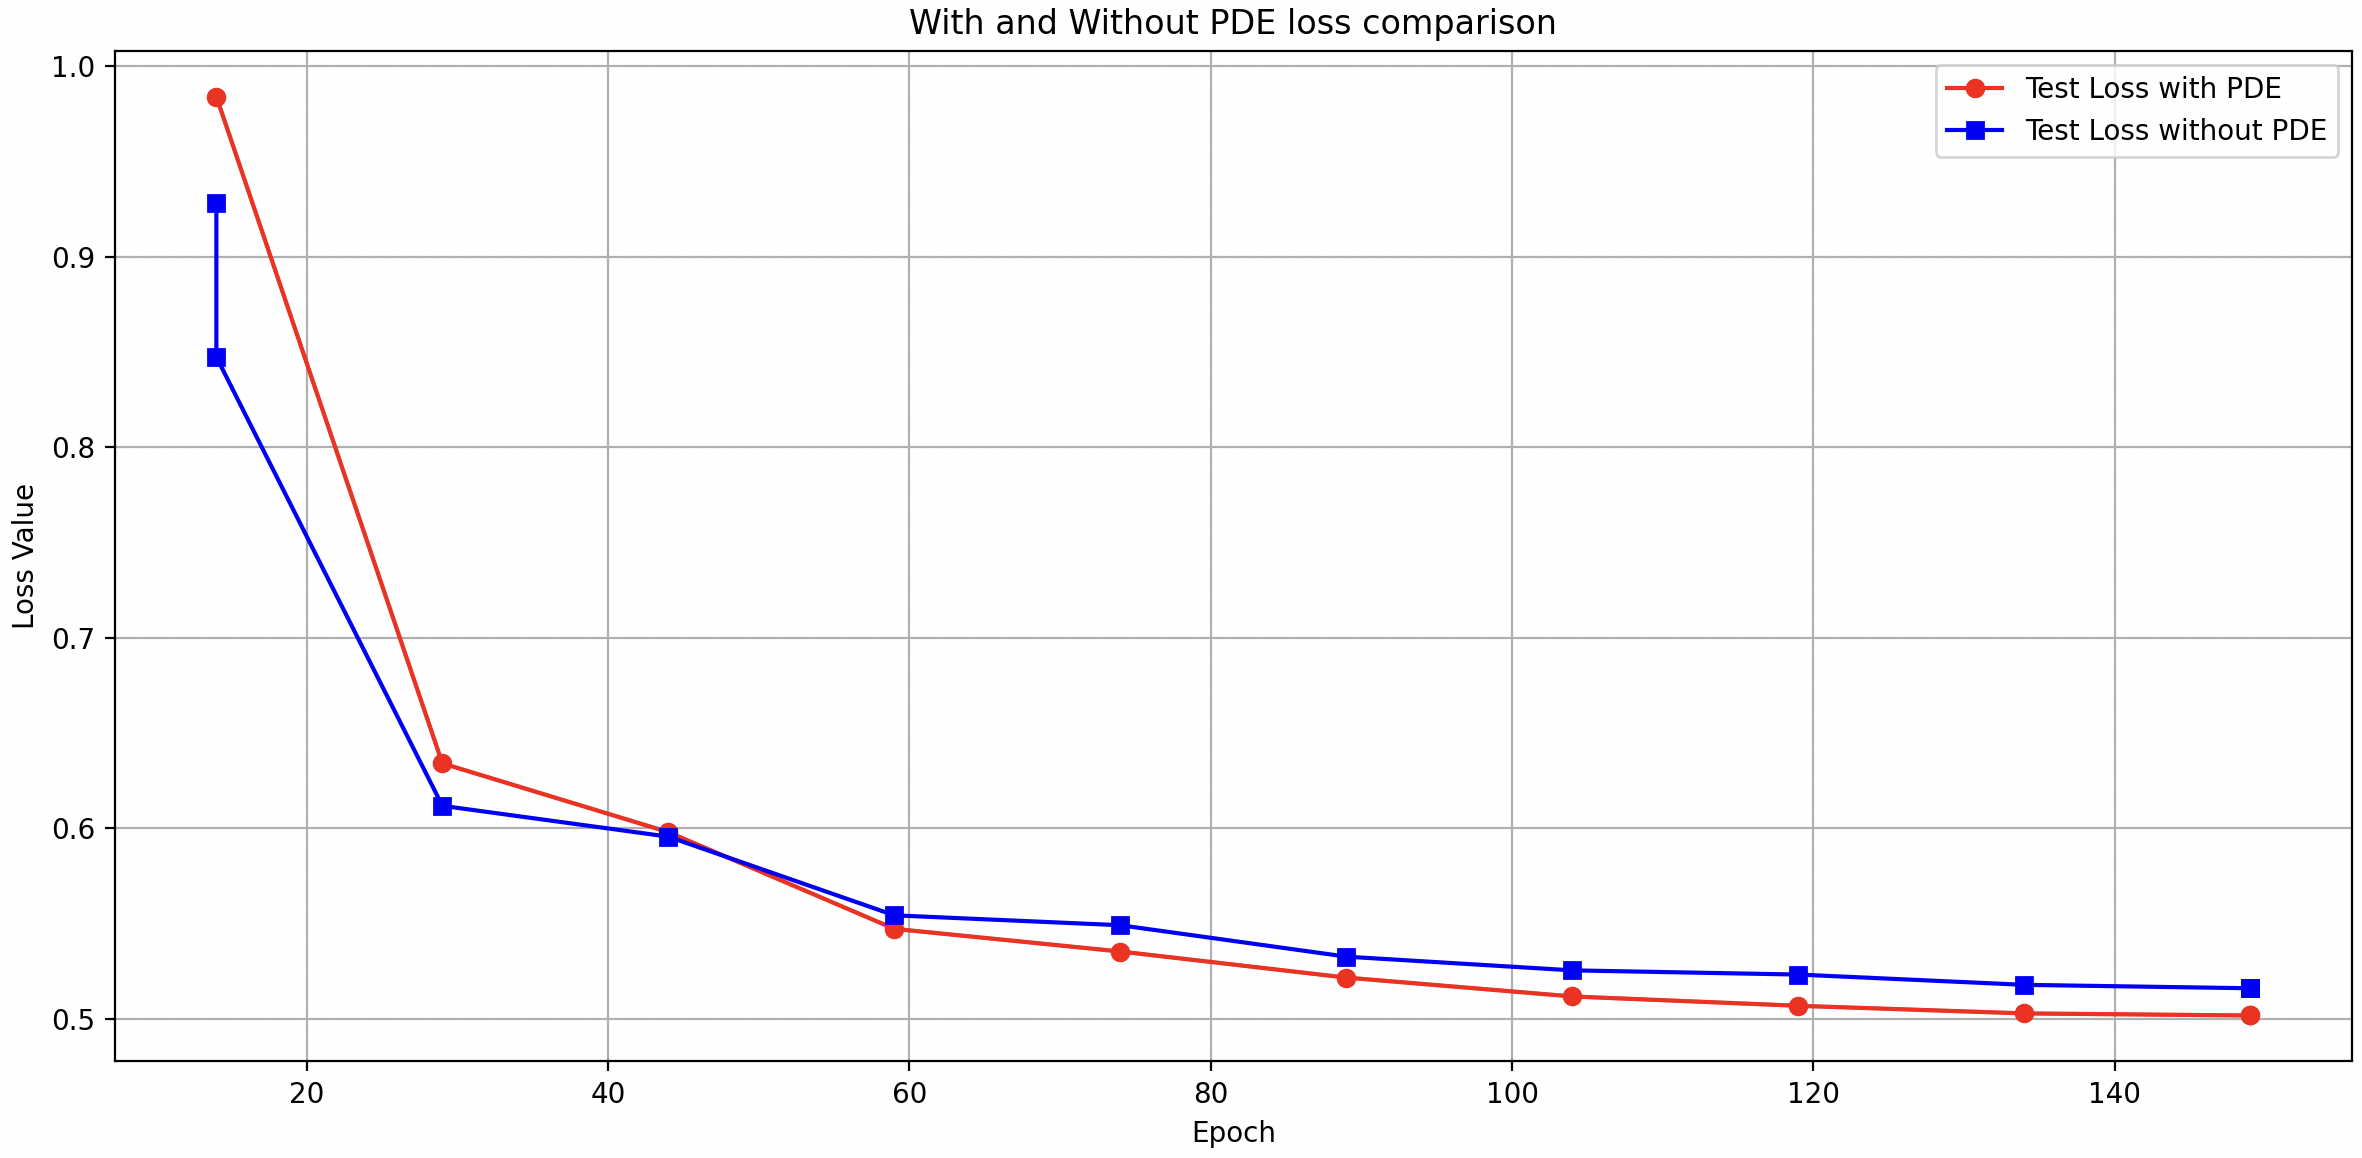 With and Without PDE loss comparison
1.0
0.9
0.8
0.7
0.6
0.5
Loss Value
Test Loss with PDE
Test Loss without PDE
20 40 60 80 100 120 140
Epoch